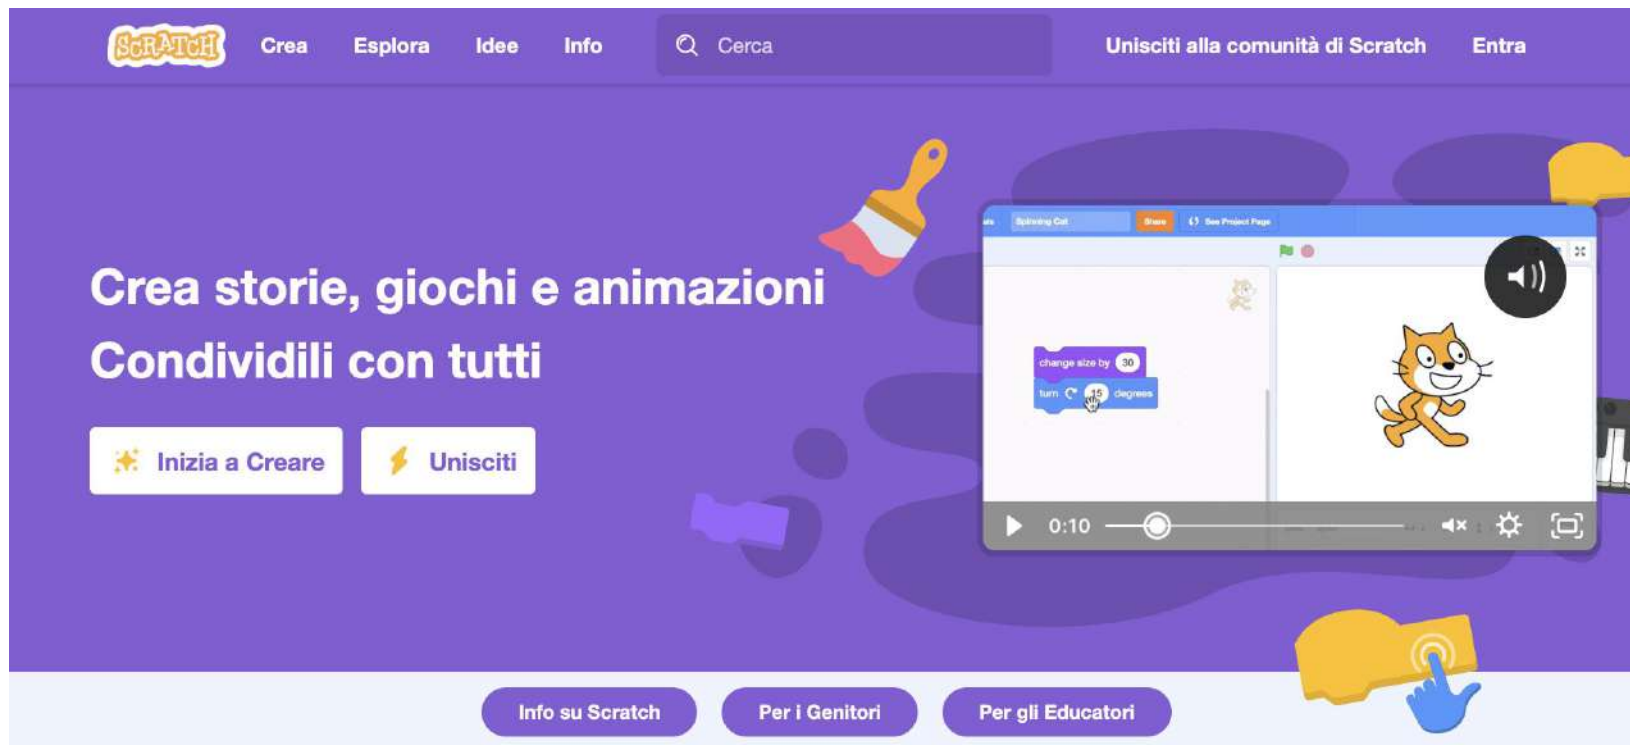 SCRATCH Crea Esplora Idee Info Cerca Unisciti alla comunità di Scratch Entra
Crea storie, giochi e animazioni
Condividili con tutti
Inizia a Creare Unisciti
Spinning Cat Share See Project Page
change size by 30
turn 15 degrees
0:10
Info su Scratch Per i Genitori Per gli Educatori